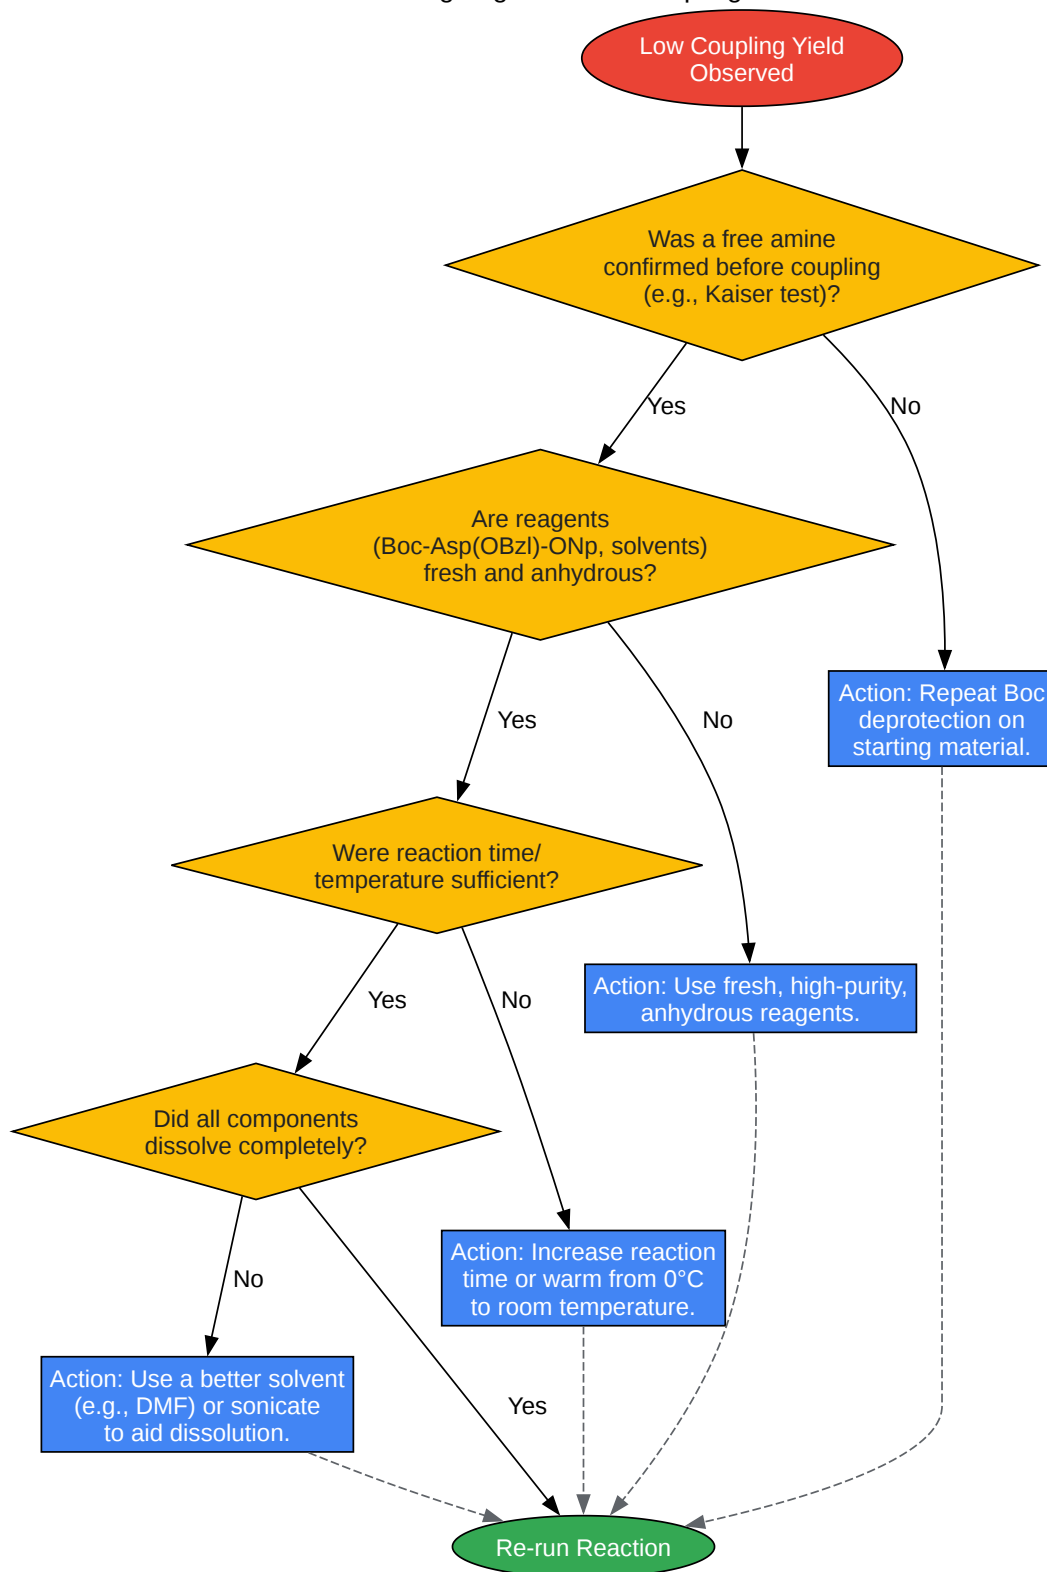 Low Coupling Yield
Observed
Was a free amine
confirmed before coupling
(e.g., Kaiser test)?
Yes
No
Are reagents
(Boc-Asp(OBzl)-ONp, solvents)
fresh and anhydrous?
Action: Repeat Boc
deprotection on
starting material.
Yes
No
Were reaction time/
temperature sufficient?
Action: Use fresh, high-purity,
anhydrous reagents.
Yes
No
Did all components
dissolve completely?
Action: Increase reaction
time or warm from 0°C
to room temperature.
No
Yes
Action: Use a better solvent
(e.g., DMF) or sonicate
to aid dissolution.
Re-run Reaction